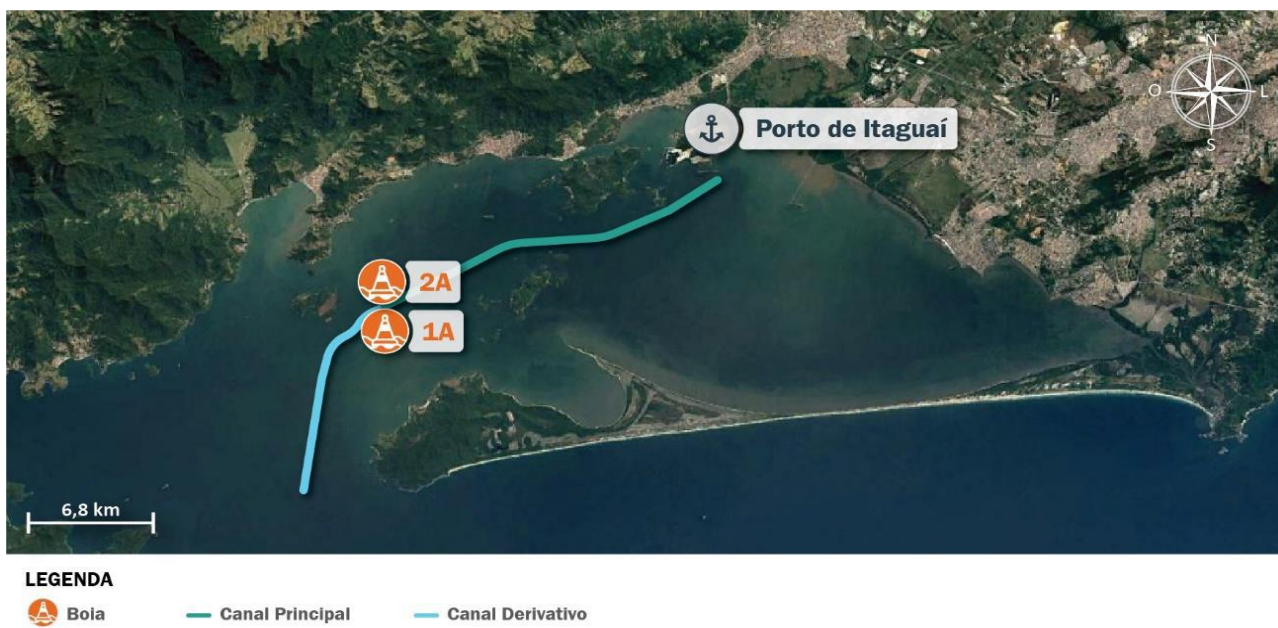 N
O
L
S
Porto de Itaguaí
2A
1A
6,8 km
LEGENDA
Boia
Canal Principal
Canal Derivativo